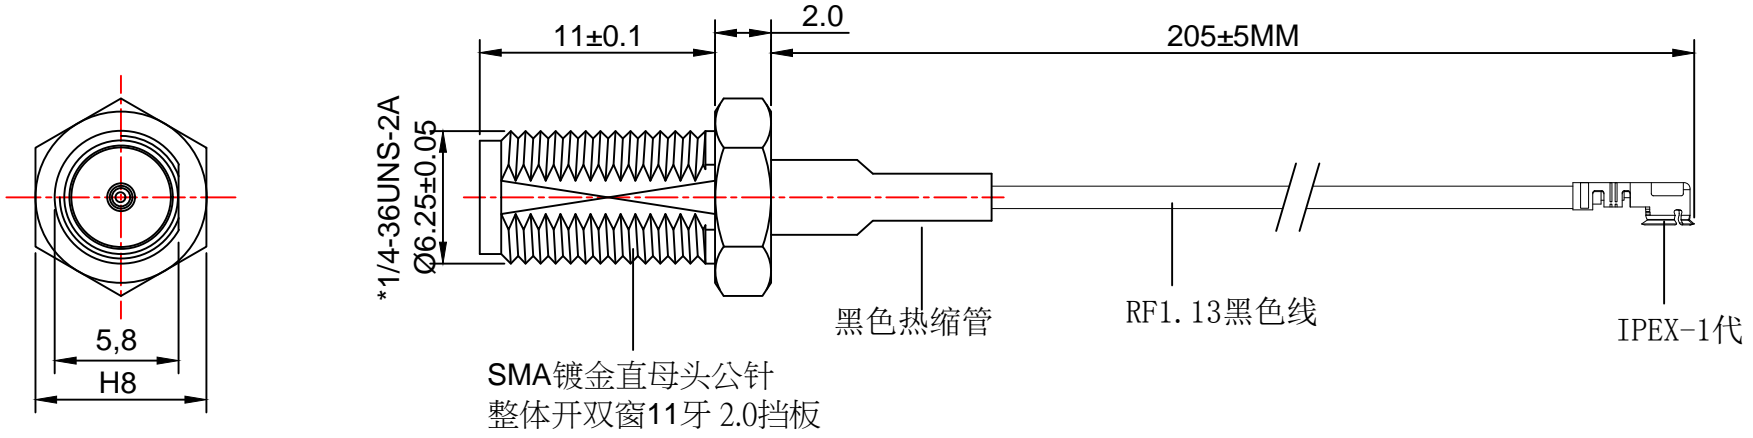 11±0.1
2.0
205±5MM
*1/4-36UNS-2A
Ø6.25±0.05
5,8
H8
黑色热缩管
RF1.13黑色线
IPEX-1代
SMA镀金直母头公针
整体开双窗11牙 2.0挡板